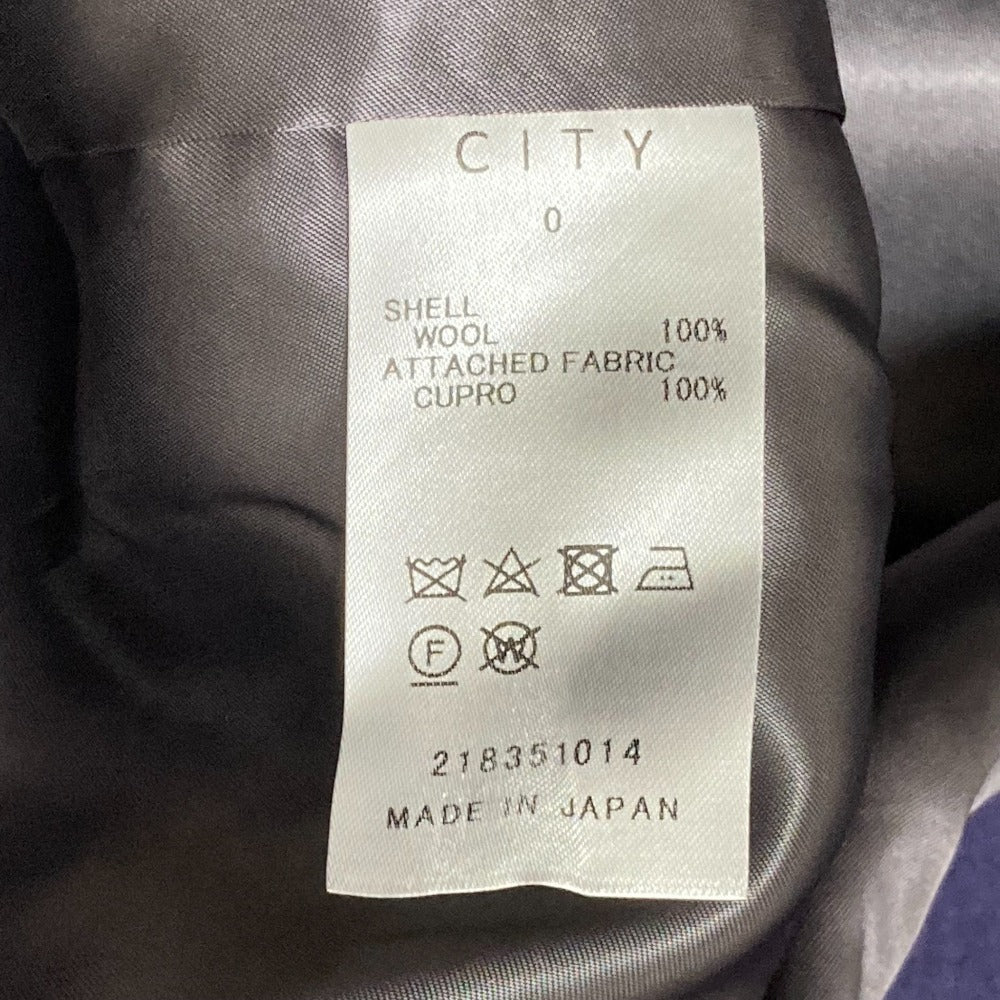 CITY
0
SHELL
WOOL 100%
ATTACHED FABRIC
CUPRO 100%
F W
218351014
MADE IN JAPAN